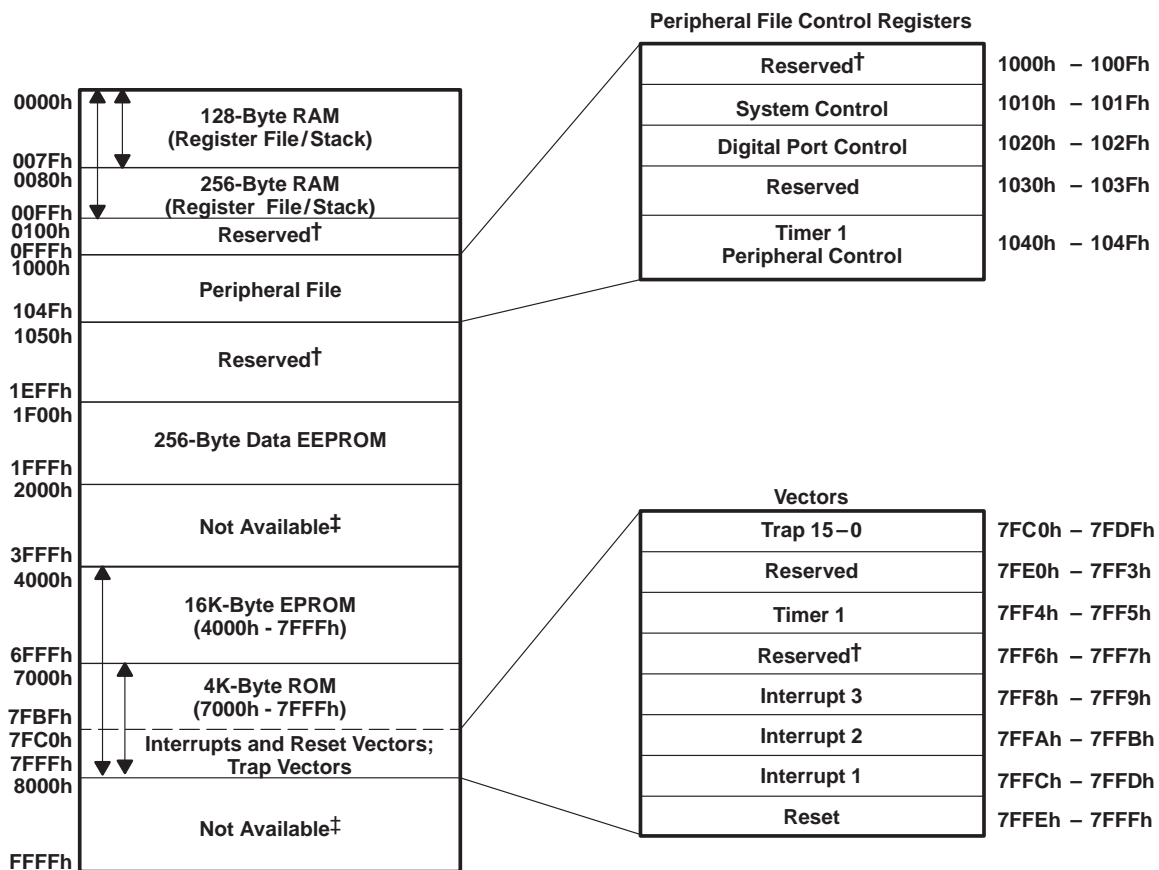 Peripheral File Control Registers
Reserved† 1000h – 100Fh
System Control 1010h – 101Fh
Digital Port Control 1020h – 102Fh
Reserved 1030h – 103Fh
Timer 1
Peripheral Control 1040h – 104Fh
0000h
128-Byte RAM
(Register File/Stack)
007Fh
0080h
256-Byte RAM
(Register File/Stack)
00FFh
0100h
Reserved†
0FFFh
1000h
Peripheral File
104Fh
1050h
Reserved†
1EFFh
1F00h
256-Byte Data EEPROM
1FFFh
2000h
Not Available‡
3FFFh
4000h
16K-Byte EPROM
(4000h - 7FFFh)
6FFFh
7000h
4K-Byte ROM
(7000h - 7FFFh)
7FBFh
7FC0h
Interrupts and Reset Vectors;
Trap Vectors
7FFFh
8000h
Not Available‡
FFFFh
Vectors
Trap 15–0 7FC0h – 7FDFh
Reserved 7FE0h – 7FF3h
Timer 1 7FF4h – 7FF5h
Reserved† 7FF6h – 7FF7h
Interrupt 3 7FF8h – 7FF9h
Interrupt 2 7FFAh – 7FFBh
Interrupt 1 7FFCh – 7FFDh
Reset 7FFEh – 7FFFh